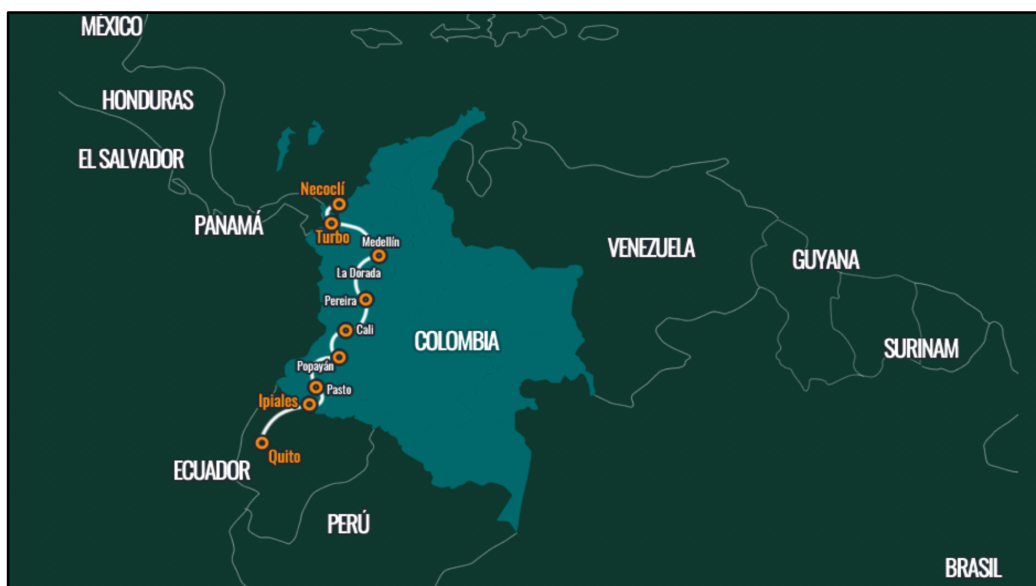 MÉXICO
HONDURAS
EL SALVADOR
Necoclí
PANAMÁ
Turbo
Medellín
VENEZUELA
GUYANA
La Dorada
Pereira
Cali
COLOMBIA
SURINAM
Popayán
Pasto
Ipiales
Quito
ECUADOR
PERÚ
BRASIL